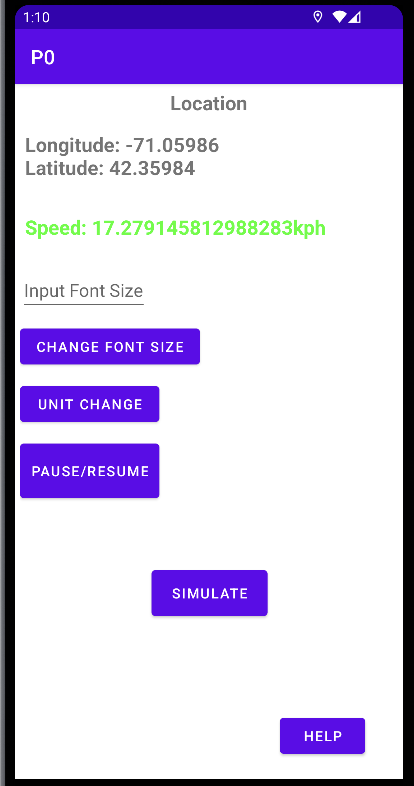 1:10
P0
Location
Longitude: -71.05986
Latitude: 42.35984
Speed: 17.279145812988283kph
Input Font Size
CHANGE FONT SIZE
UNIT CHANGE
PAUSE/RESUME
SIMULATE
HELP